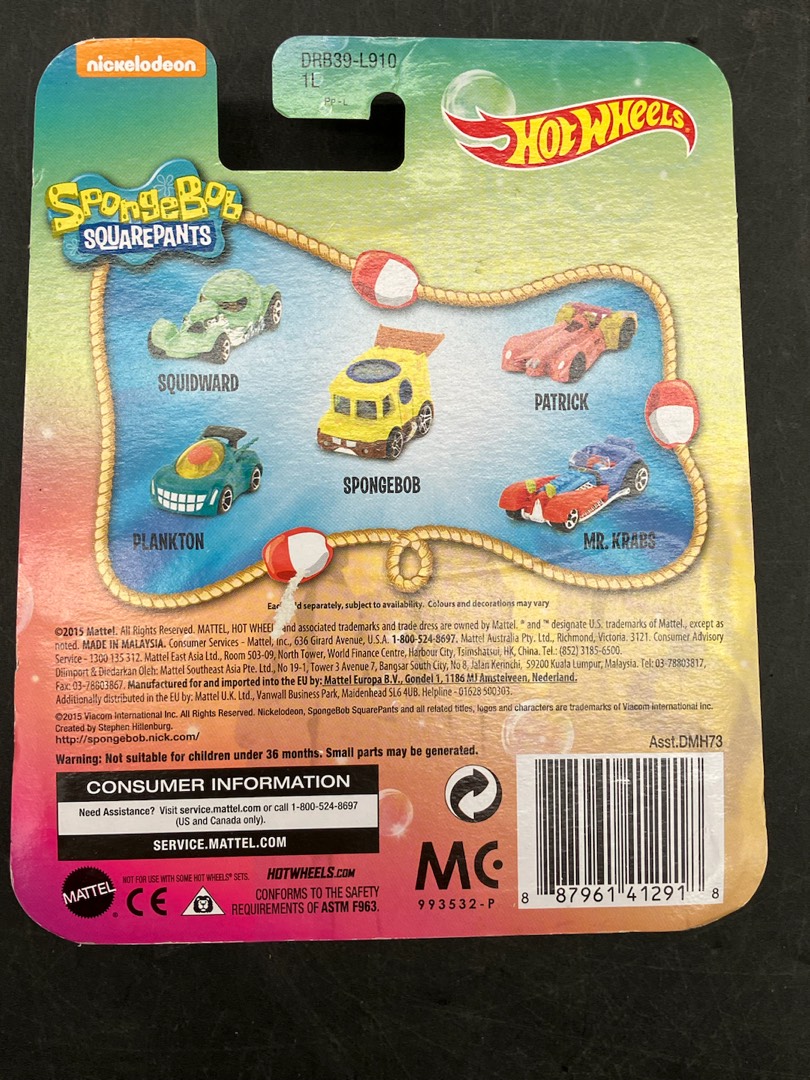 nickelodeon
DRB39-L910
1L
HOT WHEELS
SPONGEBOB
SQUAREPANTS
SQUIDWARD
PATRICK
SPONGEBOB
PLANKTON
MR. KRABS
separately, subject to availability. Colours and decorations may vary
©2015 Mattel. All Rights Reserved. MATTEL, HOT WHEEL and associated trademarks and trade dress are owned by Mattel. ® and ™ designate U.S. trademarks of Mattel, except as
noted. MADE IN MALAYSIA. Consumer Services - Mattel, Inc., 636 Girard Avenue, U.S.A. 1-800-524-8697. Mattel Australia Pty. Ltd., Richmond, Victoria. 3121. Consumer Advisory
Service - 1300 135 312. Mattel East Asia Ltd., Room 503-09, North Tower, World Finance Centre, Harbour City, Tsimshatsui, HK, China. Tel.: (852) 3185-6500.
Diimport & Diedarkan Oleh: Mattel Southeast Asia Pte. Ltd., No 19-1, Tower 3 Avenue 7, Bangsar South City, No 8, Jalan Kerinchi, 59200 Kuala Lumpur, Malaysia. Tel: 03-78803817,
Fax: 03-78803867. Manufactured for and imported into the EU by: Mattel Europa B.V., Gondel 1, 1186 MJ Amstelveen, Nederland.
Additionally distributed in the EU by: Mattel U.K. Ltd., Vanwall Business Park, Maidenhead SL6 4UB. Helpline - 01628 500303.
©2015 Viacom International Inc. All Rights Reserved. Nickelodeon, SpongeBob SquarePants and all related titles, logos and characters are trademarks of Viacom International Inc.
Created by Stephen Hillenburg.
http://spongebob.nick.com/
Asst.DMH73
Warning: Not suitable for children under 36 months. Small parts may be generated.
CONSUMER INFORMATION
Need Assistance? Visit service.mattel.com or call 1-800-524-8697
(US and Canada only).
SERVICE.MATTEL.COM
MC
993532-P
8 87961 41291 8
MATTEL
NOT FOR USE WITH SOME HOT WHEELS® SETS.
HOTWHEELS.COM
CE
CONFORMS TO THE SAFETY
REQUIREMENTS OF ASTM F963.